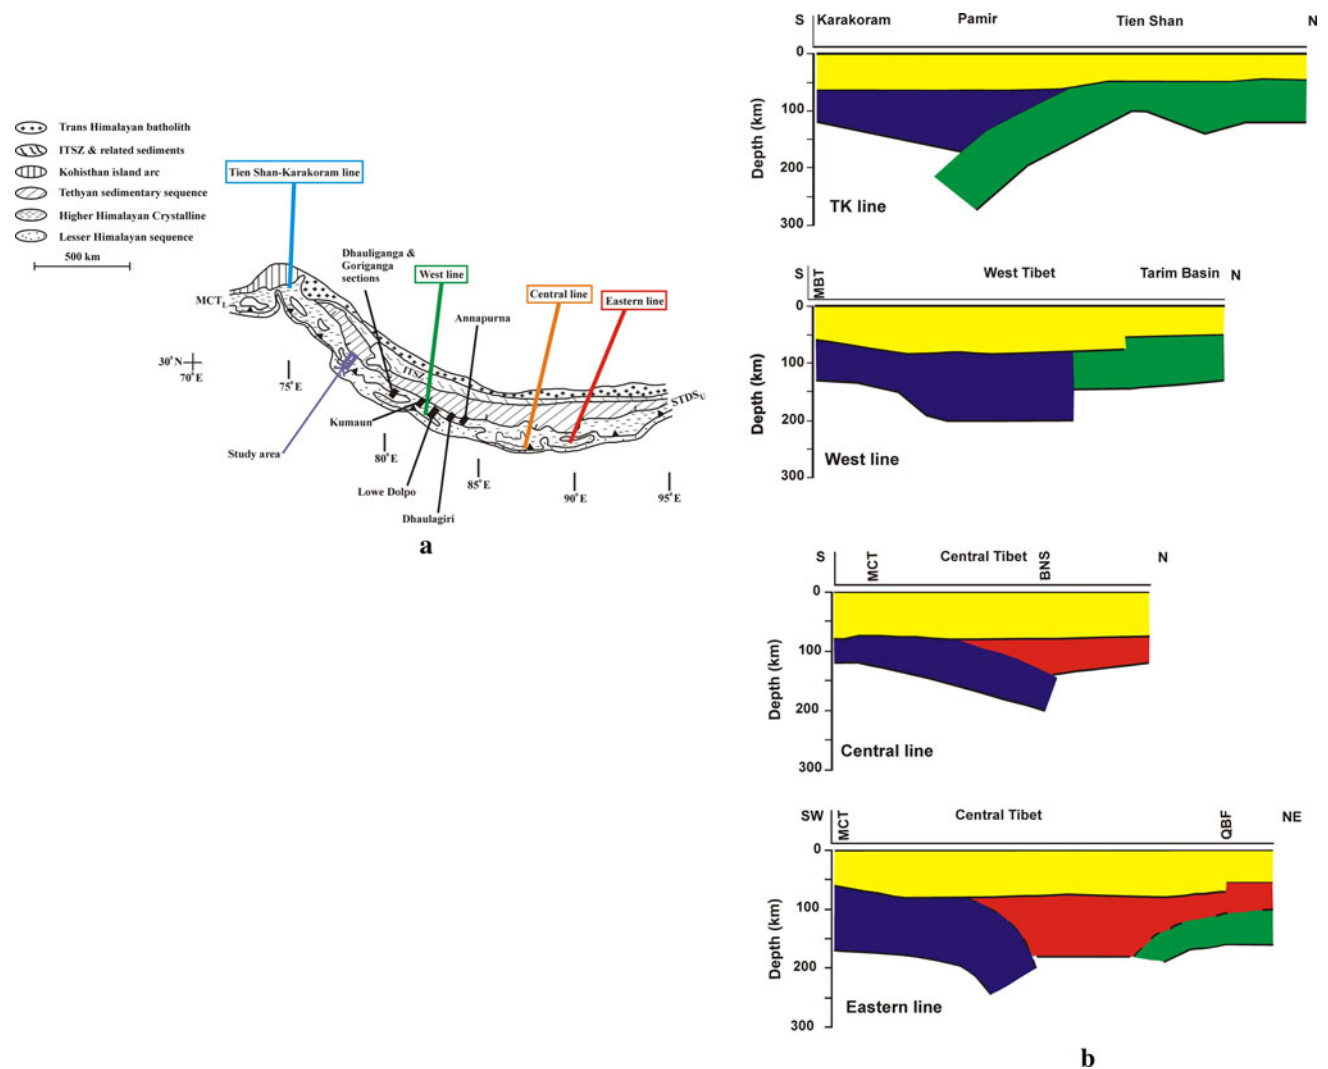 Trans Himalayan batholith
ITSZ & related sediments
Kohisthan island arc
Tethyan sedimentary sequence
Higher Himalayan Crystalline
Lesser Himalayan sequence
500 km
Tien Shan-Karakoram line
Dhauliganga &
Goriganga
sections
West line
Central line
Eastern line
MCTL
Annapurna
ITSZ
STDSU
30°N
70°E
75°E
Kumaun
Study area
80°E
85°E
90°E
95°E
Lowe Dolpo
Dhaulagiri
a
S Karakoram Pamir Tien Shan N
Depth (km)
0
100
200
300
TK line
S MBT West Tibet Tarim Basin N
Depth (km)
0
100
200
300
West line
S MCT Central Tibet BNS N
Depth (km)
0
100
200
300
Central line
SW MCT Central Tibet QBF NE
Depth (km)
0
100
200
300
Eastern line
b